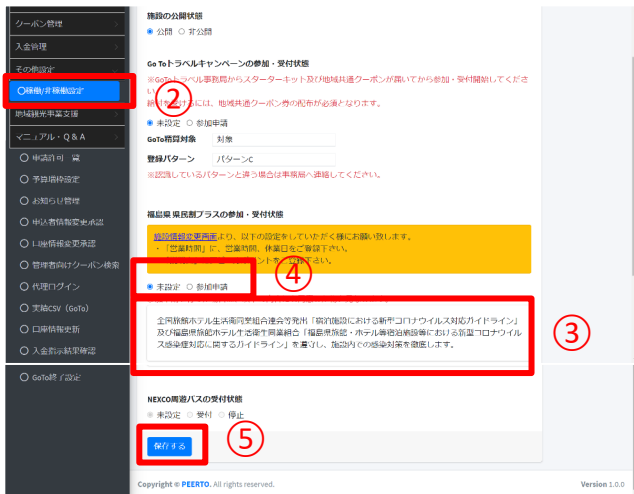 クーポン管理
入金管理
その他設定
稼働/非稼働設定
地域観光事業支援
マニュアル・Q & A
予算増枠設定
お知らせ管理
申込者情報変更承認
口座情報変更承認
管理者向けクーポン検索
代理ログイン
実績CSV（GoTo）
口座情報更新
入金指示結果確認
GoTo終了設定
施設の公開状態
公開 非公開
Go Toトラベルキャンペーンの参加・受付状態
※GoToトラベル事務局からスターターキット及び地域共通クーポンが届いてから参加・受付開始してくださ
い
には、地域共通クーポン券の配布が必須となります。
②
未設定 参加申請
GoTo精算対象 対象
登録パターン パターンC
※認識しているパターンと違う場合は事務局へ連絡してください。
福島県 県民割プラスの参加・受付状態
施設情報変更画面より、以下の設定をしていただく様にお願い致します。
・「営業時間」に、営業時間、休業日をご登録下さい。
④
未設定 参加申請
全国旅館ホテル生活衛生同業組合連合会等発出「宿泊施設における新型コロナウイルス対応ガイドライン」
及び福島県旅館ホテル生活衛生同業組合「福島県旅館・ホテル等宿泊施設等における新型コロナウイル
ス感染症対応に関するガイドライン」を遵守し、施設内での感染対策を徹底します。
③
NEXCO周遊パスの受付状態
未設定 受付 停止
⑤
保存する
Copyright © PEERTO. All rights reserved.
Version 1.0.0